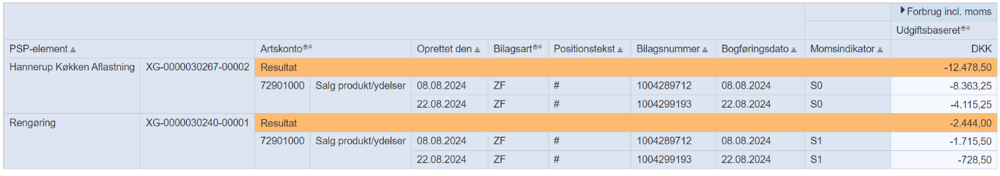 Forbrug incl. moms
Udgiftsbaseret
PSP-element Artskonto Oprettet den Bilagsart Positionstekst Bilagsnummer Bogføringsdato Momsindikator DKK
Hannerup Køkken Aflastning XG-0000030267-00002 Resultat -12.478,50
72901000 Salg produkt/ydelser 08.08.2024 ZF # 1004289712 08.08.2024 S0 -8.363,25
22.08.2024 ZF # 1004299193 22.08.2024 S0 -4.115,25
Rengøring XG-0000030240-00001 Resultat -2.444,00
72901000 Salg produkt/ydelser 08.08.2024 ZF # 1004289712 08.08.2024 S1 -1.715,50
22.08.2024 ZF # 1004299193 22.08.2024 S1 -728,50